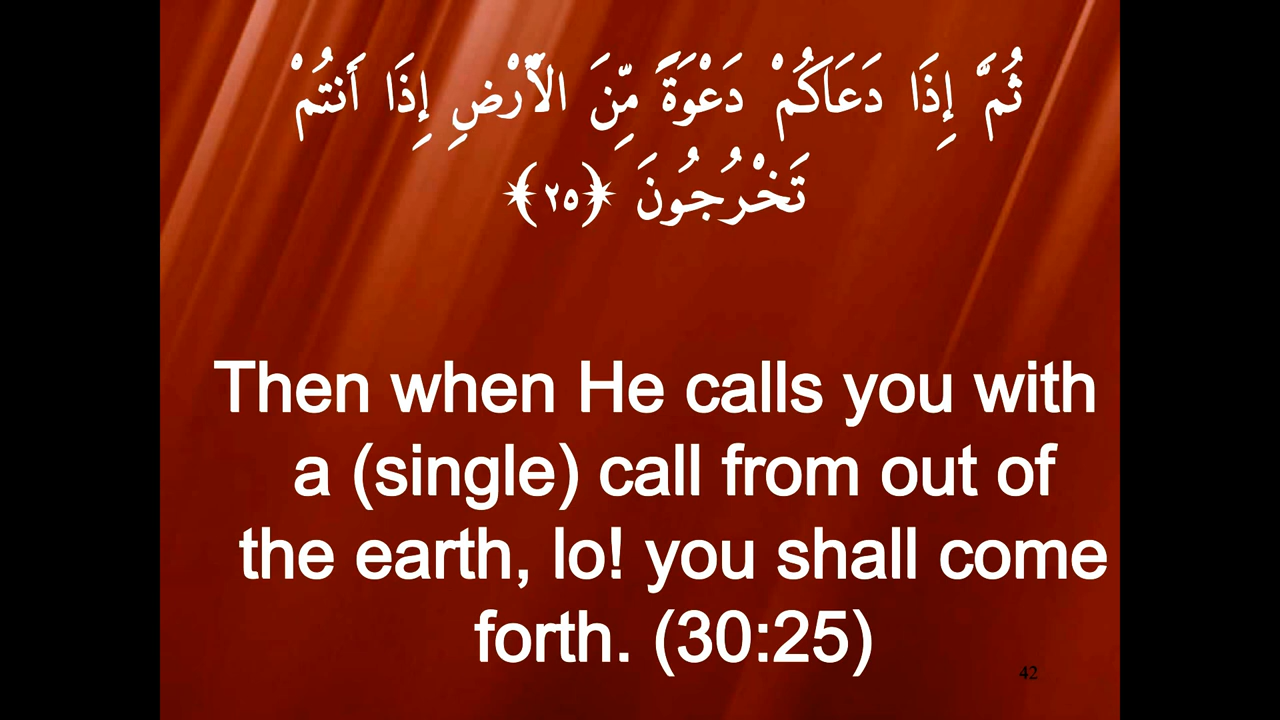 ثُمَّ إِذَا دَعَاكُمْ دَعْوَةً مِّنَ الْأَرْضِ إِذَا أَنتُمْ
تَخْرُجُونَ ﴿٢٥﴾
Then when He calls you with
a (single) call from out of
the earth, lo! you shall come
forth. (30:25)
42